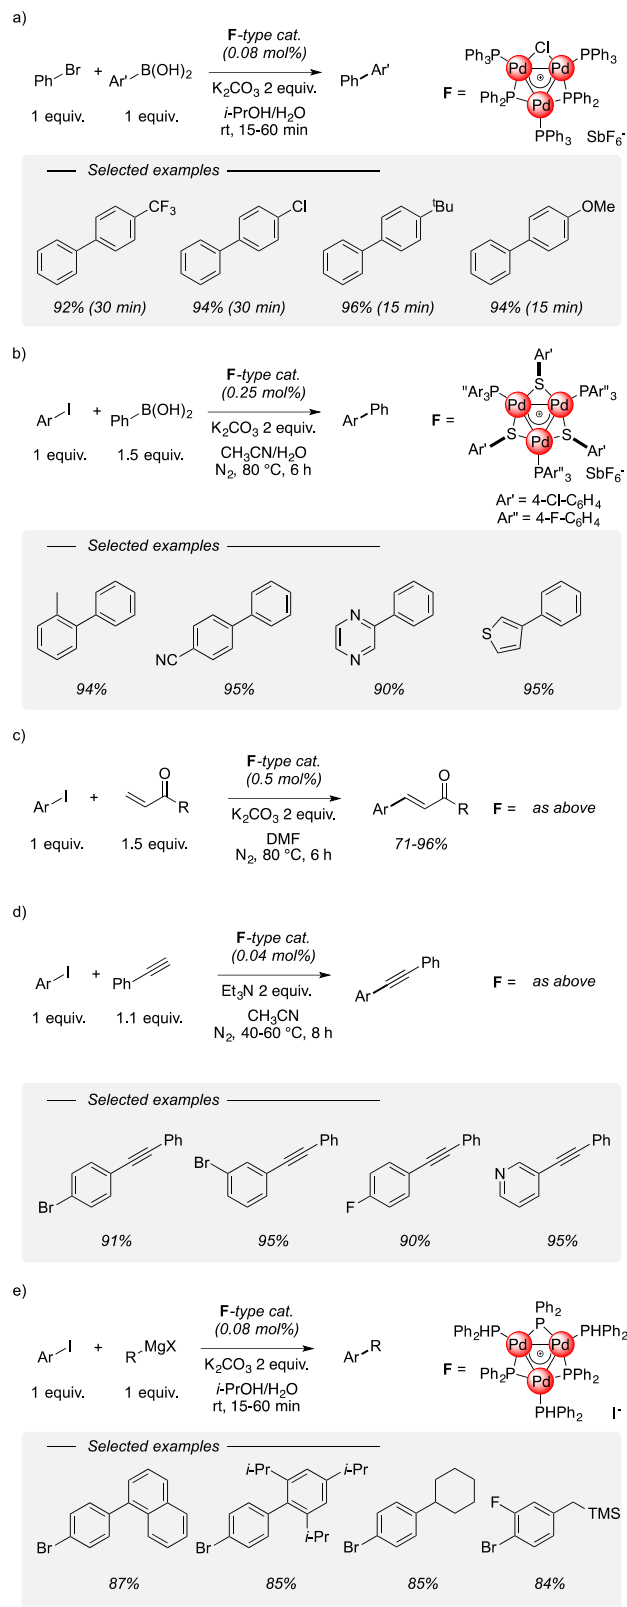 a)
Ph Br + Ar' B(OH)2
F-type cat.
(0.08 mol%)
K2CO3 2 equiv.
i-PrOH/H2O
rt, 15-60 min
Ph Ar'
1 equiv. 1 equiv.
F =
Ph3P Cl PPh3
Pd Pd
Ph2P Pd PPh2
PPh3 SbF6-
Selected examples
CF3 Cl tBu OMe
92% (30 min) 94% (30 min) 96% (15 min) 94% (15 min)
b)
Ar I + Ph B(OH)2
F-type cat.
(0.25 mol%)
K2CO3 2 equiv.
CH3CN/H2O
N2, 80 °C, 6 h
Ar Ph
1 equiv. 1.5 equiv.
F =
Ar'
"Ar3P S PAr"3
Pd Pd
S Pd S
Ar' Ar'
PAr"3 SbF6-
Ar' = 4-Cl-C6H4
Ar" = 4-F-C6H4
Selected examples
NC N N S
94% 95% 90% 95%
c)
Ar I + O R
F-type cat.
(0.5 mol%)
K2CO3 2 equiv.
DMF
N2, 80 °C, 6 h
Ar O R
F = as above
1 equiv. 1.5 equiv. 71-96%
d)
Ar I + Ph
F-type cat.
(0.04 mol%)
Et3N 2 equiv.
CH3CN
N2, 40-60 °C, 8 h
Ar Ph
F = as above
1 equiv. 1.1 equiv.
Selected examples
Ph Ph Ph Ph
Br Br F N
91% 95% 90% 95%
e)
Ar I + R MgX
F-type cat.
(0.08 mol%)
K2CO3 2 equiv.
i-PrOH/H2O
rt, 15-60 min
Ar R
1 equiv. 1 equiv.
F =
Ph2
Ph2HP P PHPh2
Pd Pd
Ph2P Pd PPh2
PHPh2 I-
Selected examples
i-Pr i-Pr
i-Pr
F TMS
Br Br Br Br
87% 85% 85% 84%